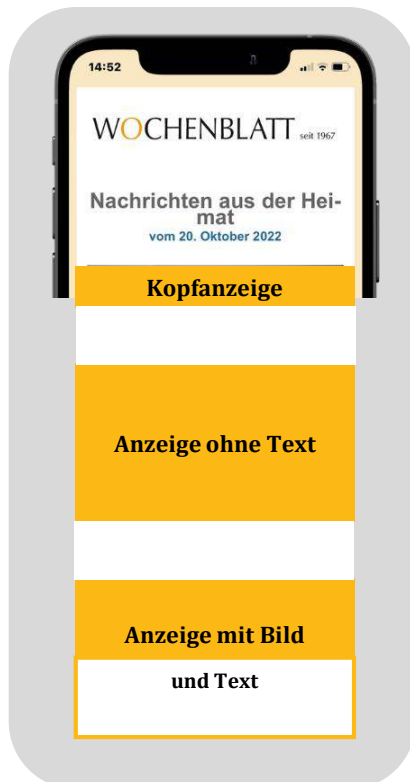 14:52
WOCHENBLATT seit 1967
Nachrichten aus der Hei-
mat
vom 20. Oktober 2022
Kopfanzeige
Anzeige ohne Text
Anzeige mit Bild
und Text